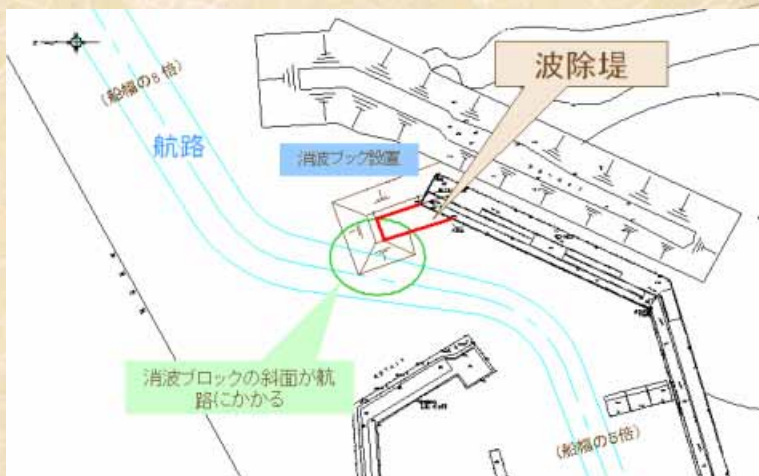 波除堤
(船幅の8倍)
航路
消波ブック設置
消波ブロックの斜面が航
路にかかる
(船幅の5倍)